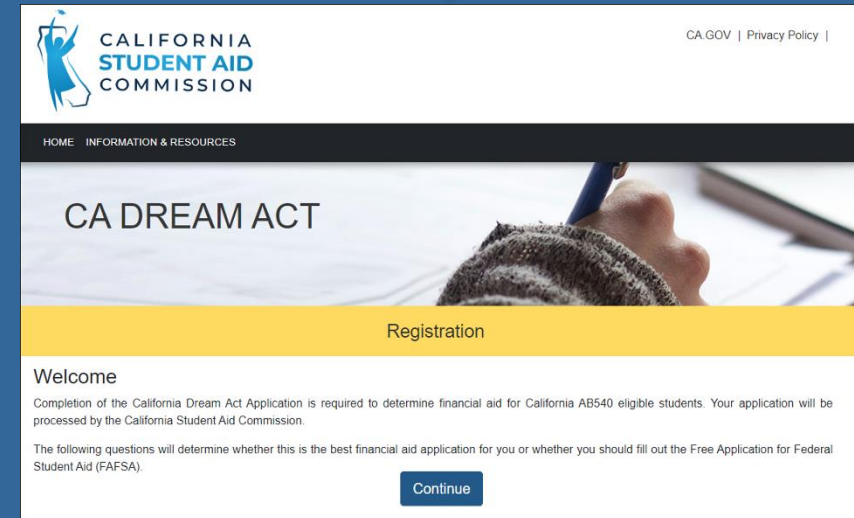 CALIFORNIA
STUDENT AID
COMMISSION
CA.GOV | Privacy Policy |
HOME INFORMATION & RESOURCES
CA DREAM ACT
Registration
Welcome
Completion of the California Dream Act Application is required to determine financial aid for California AB540 eligible students. Your application will be
processed by the California Student Aid Commission.
The following questions will determine whether this is the best financial aid application for you or whether you should fill out the Free Application for Federal
Student Aid (FAFSA).
Continue